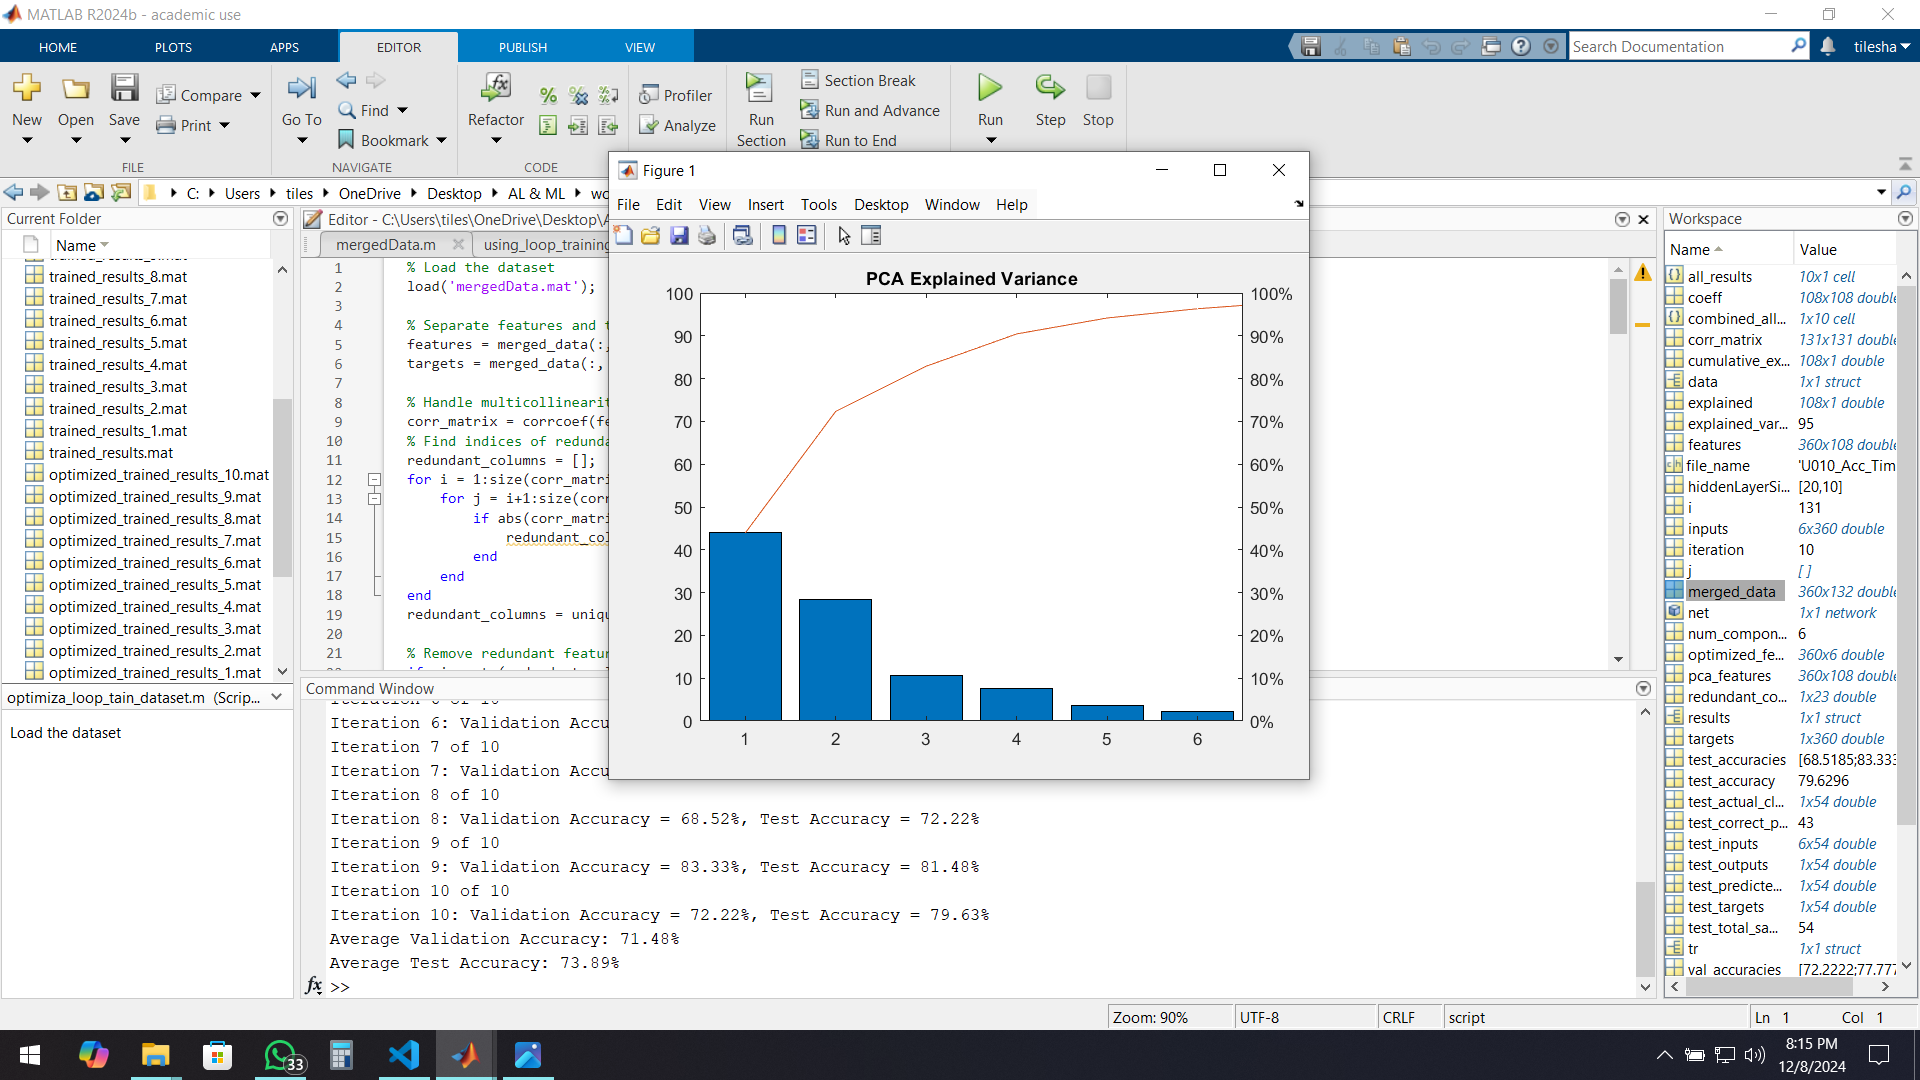 MATLAB R2024b - academic use
HOME PLOTS APPS EDITOR PUBLISH VIEW
Search Documentation
tilesha
New Open Save Compare Print
FILE
Go To Find Bookmark
NAVIGATE
Refactor
CODE
Profiler
Analyze
Run Section
Section Break
Run and Advance
Run to End
Run Step Stop
C: Users tiles OneDrive Desktop AL & ML
Current Folder
Name
trained_results_8.mat
trained_results_7.mat
trained_results_6.mat
trained_results_5.mat
trained_results_4.mat
trained_results_3.mat
trained_results_2.mat
trained_results_1.mat
trained_results.mat
optimized_trained_results_10.mat
optimized_trained_results_9.mat
optimized_trained_results_8.mat
optimized_trained_results_7.mat
optimized_trained_results_6.mat
optimized_trained_results_5.mat
optimized_trained_results_4.mat
optimized_trained_results_3.mat
optimized_trained_results_2.mat
optimized_trained_results_1.mat
optimiza_loop_tain_dataset.m (Scrip...
Load the dataset
Editor - C:\Users\tiles\OneDrive\Desktop\A
mergedData.m using_loop_training
1 % Load the dataset
2 load('mergedData.mat');
3
4 % Separate features and t
5 features = merged_data(:,
6 targets = merged_data(:,
7
8 % Handle multicollinearit
9 corr_matrix = corrcoef(fe
10 % Find indices of redunda
11 redundant_columns = [];
12 for i = 1:size(corr_matri
13 for j = i+1:size(corr
14 if abs(corr_matri
15 redundant_col
16 end
17 end
18 end
19 redundant_columns = uniqu
20
21 % Remove redundant featur
Figure 1
File Edit View Insert Tools Desktop Window Help
PCA Explained Variance
100 100%
90 90%
80 80%
70 70%
60 60%
50 50%
40 40%
30 30%
20 20%
10 10%
0 0%
1 2 3 4 5 6
Command Window
Iteration 6: Validation Accu
Iteration 7 of 10
Iteration 7: Validation Accu
Iteration 8 of 10
Iteration 8: Validation Accuracy = 68.52%, Test Accuracy = 72.22%
Iteration 9 of 10
Iteration 9: Validation Accuracy = 83.33%, Test Accuracy = 81.48%
Iteration 10 of 10
Iteration 10: Validation Accuracy = 72.22%, Test Accuracy = 79.63%
Average Validation Accuracy: 71.48%
Average Test Accuracy: 73.89%
fx >>
Workspace
Name Value
all_results 10x1 cell
coeff 108x108 double
combined_all... 1x10 cell
corr_matrix 131x131 double
cumulative_ex... 108x1 double
data 1x1 struct
explained 108x1 double
explained_var... 95
features 360x108 double
file_name 'U010_Acc_Tim
hiddenLayerSi... [20,10]
i 131
inputs 6x360 double
iteration 10
j []
merged_data 360x132 double
net 1x1 network
num_compon... 6
optimized_fe... 360x6 double
pca_features 360x108 double
redundant_co... 1x23 double
results 1x1 struct
targets 1x360 double
test_accuracies [68.5185;83.333
test_accuracy 79.6296
test_actual_cl... 1x54 double
test_correct_p... 43
test_inputs 6x54 double
test_outputs 1x54 double
test_predicte... 1x54 double
test_targets 1x54 double
test_total_sa... 54
tr 1x1 struct
val_accuracies [72.2222;77.777
Zoom: 90% UTF-8 CRLF script Ln 1 Col 1
33
8:15 PM
12/8/2024